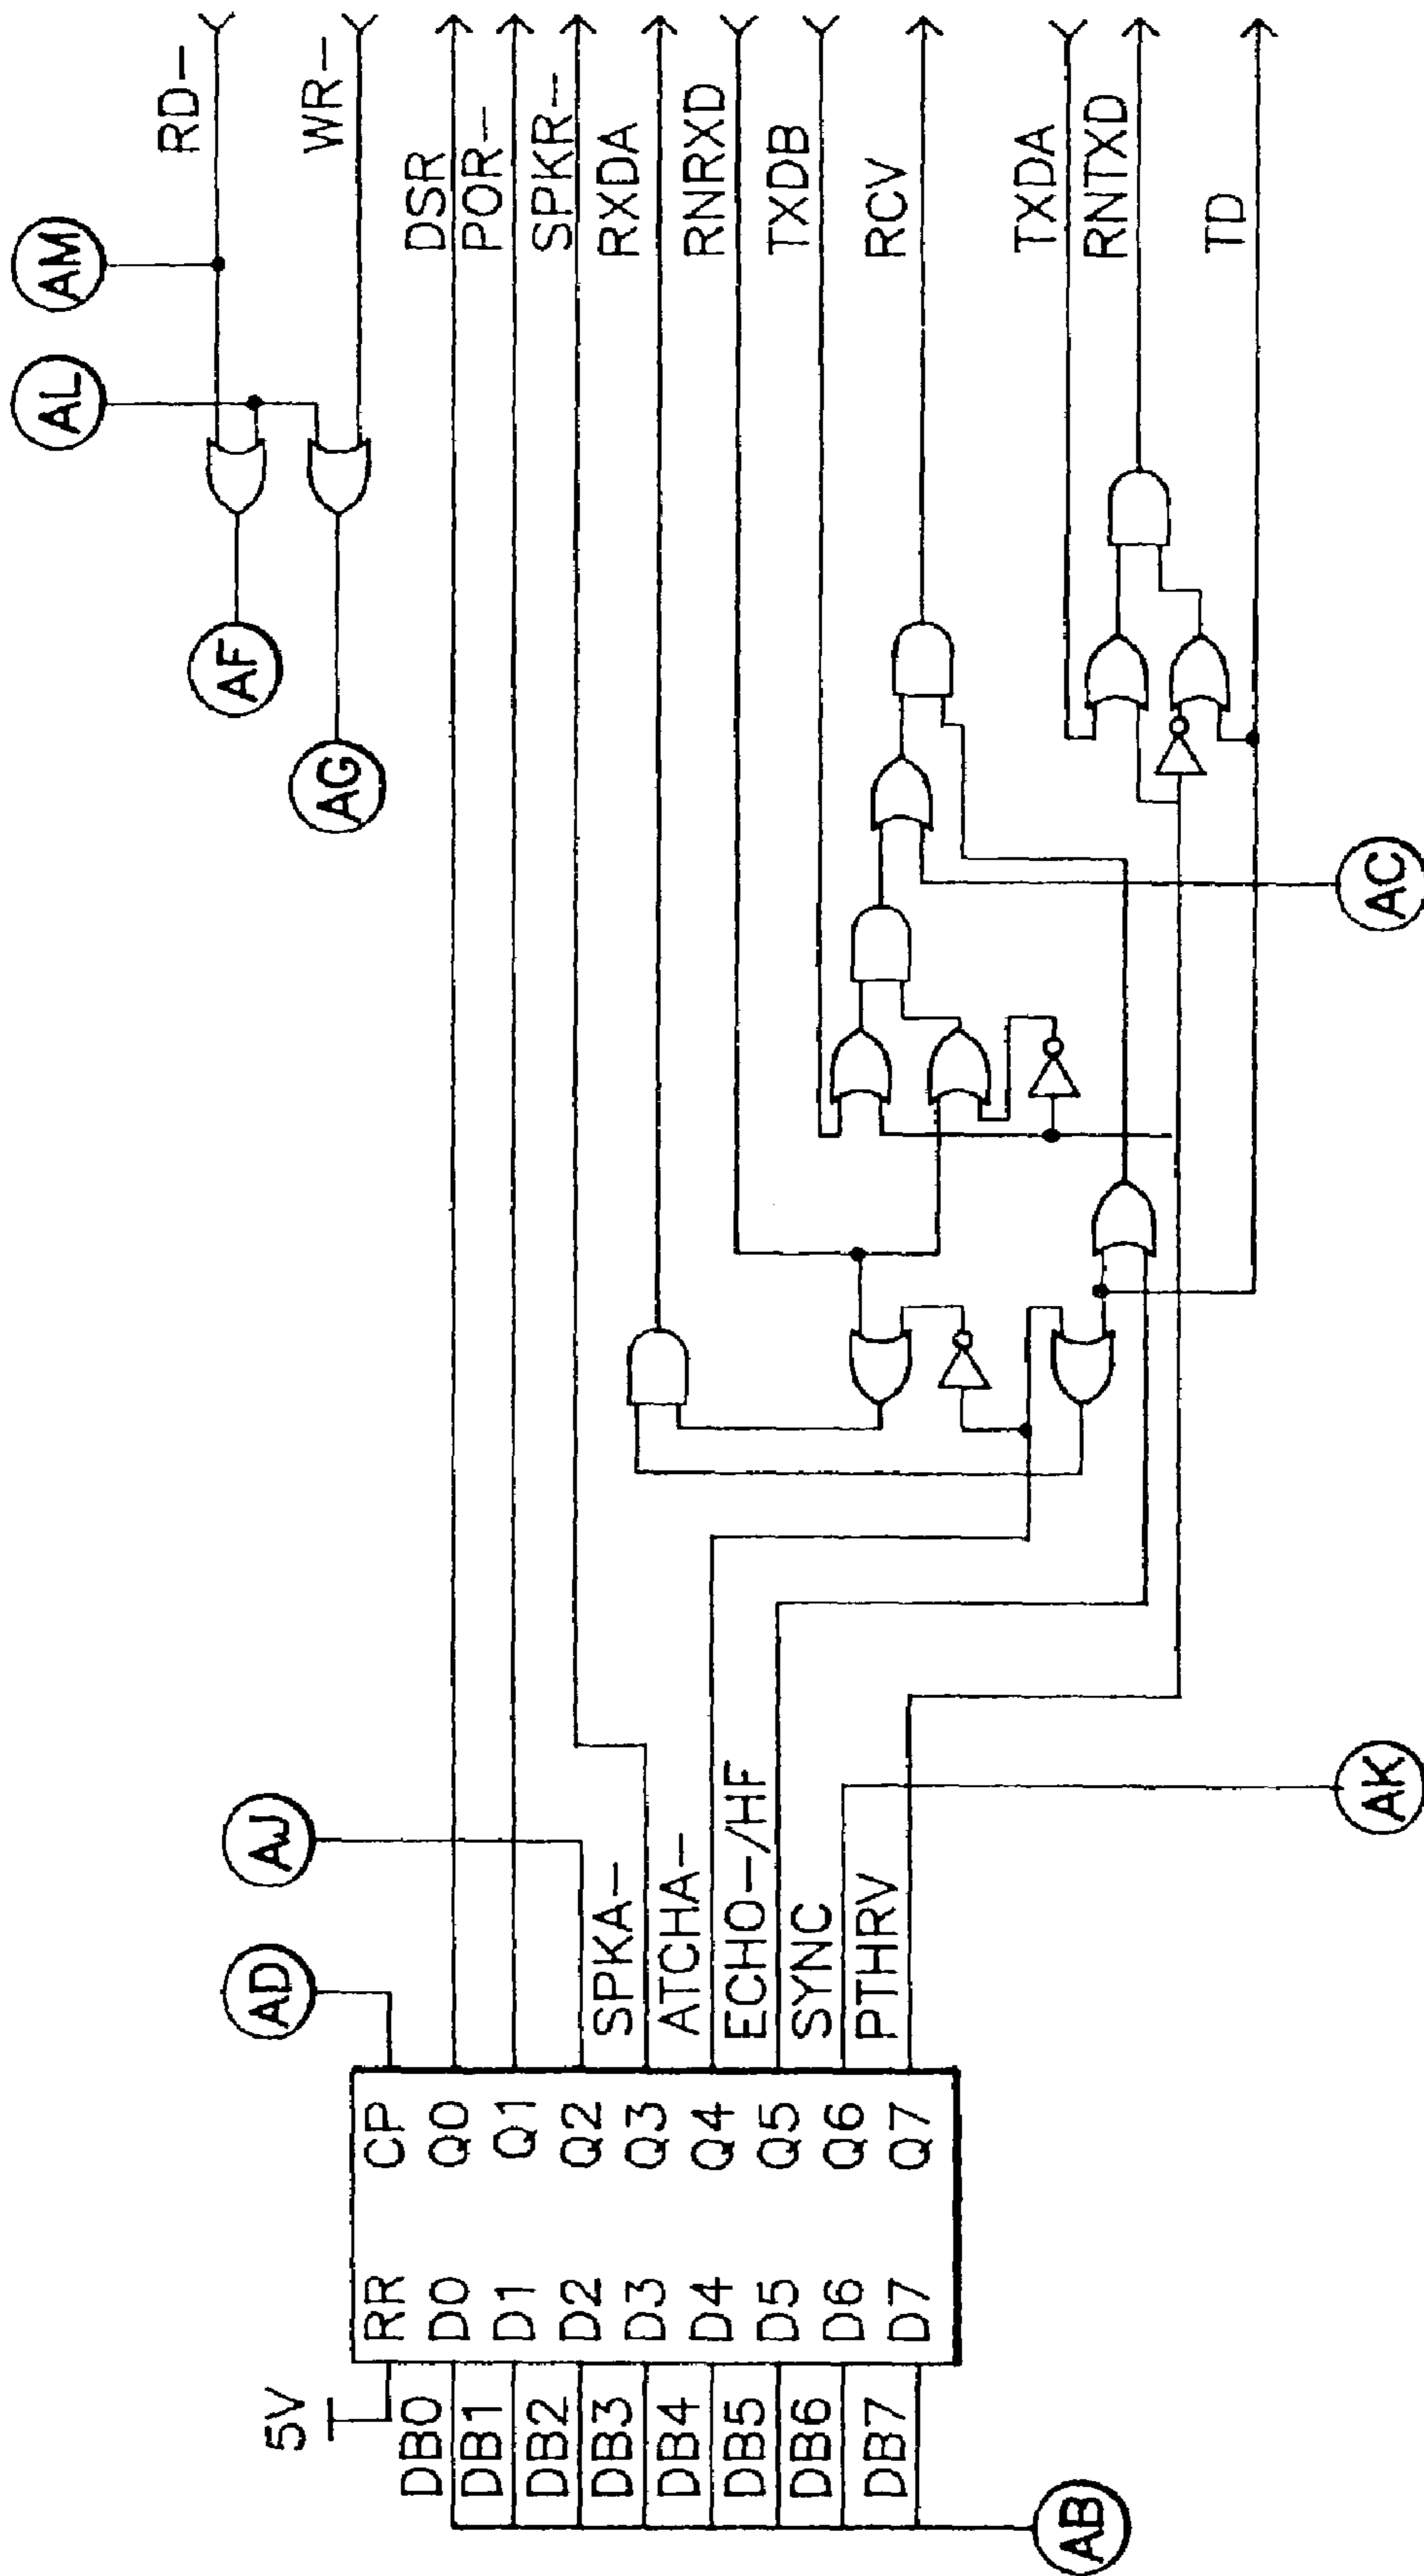 5V
DB0
DB1
DB2
DB3
DB4
DB5
DB6
DB7
AB
RR CP
D0 Q0
D1 Q1
D2 Q2
D3 Q3
D4 Q4
D5 Q5
D6 Q6
D7 Q7
AD
AJ
SPKA-
ATCHA-
ECHO-/HF
SYNC
PTHRV
AK
AC
AG
AF
AL
AM
RD-
WR-
DSR
POR-
SPKR-
RXDA
RNRXD
TXDB
RCV
TXDA
RNTXD
TD